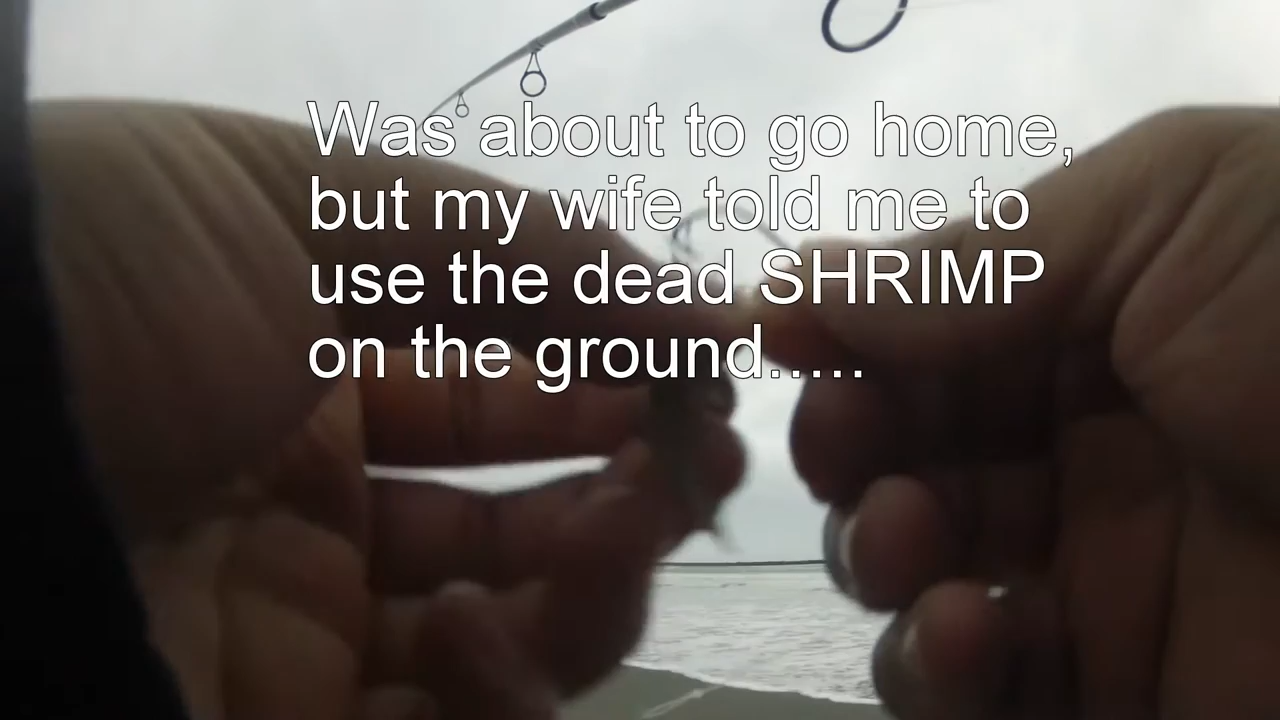 Was about to go home,
but my wife told me to
use the dead SHRIMP
on the ground.....